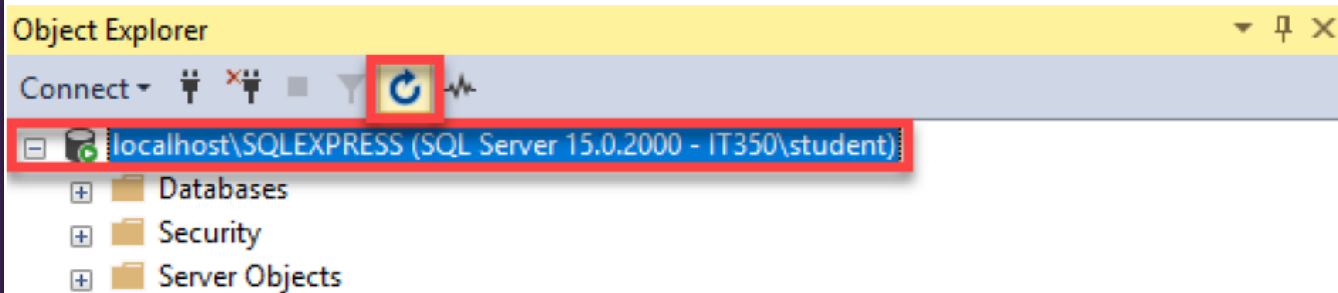 Object Explorer
Connect
localhost\SQLEXPRESS (SQL Server 15.0.2000 - IT350\student)
Databases
Security
Server Objects